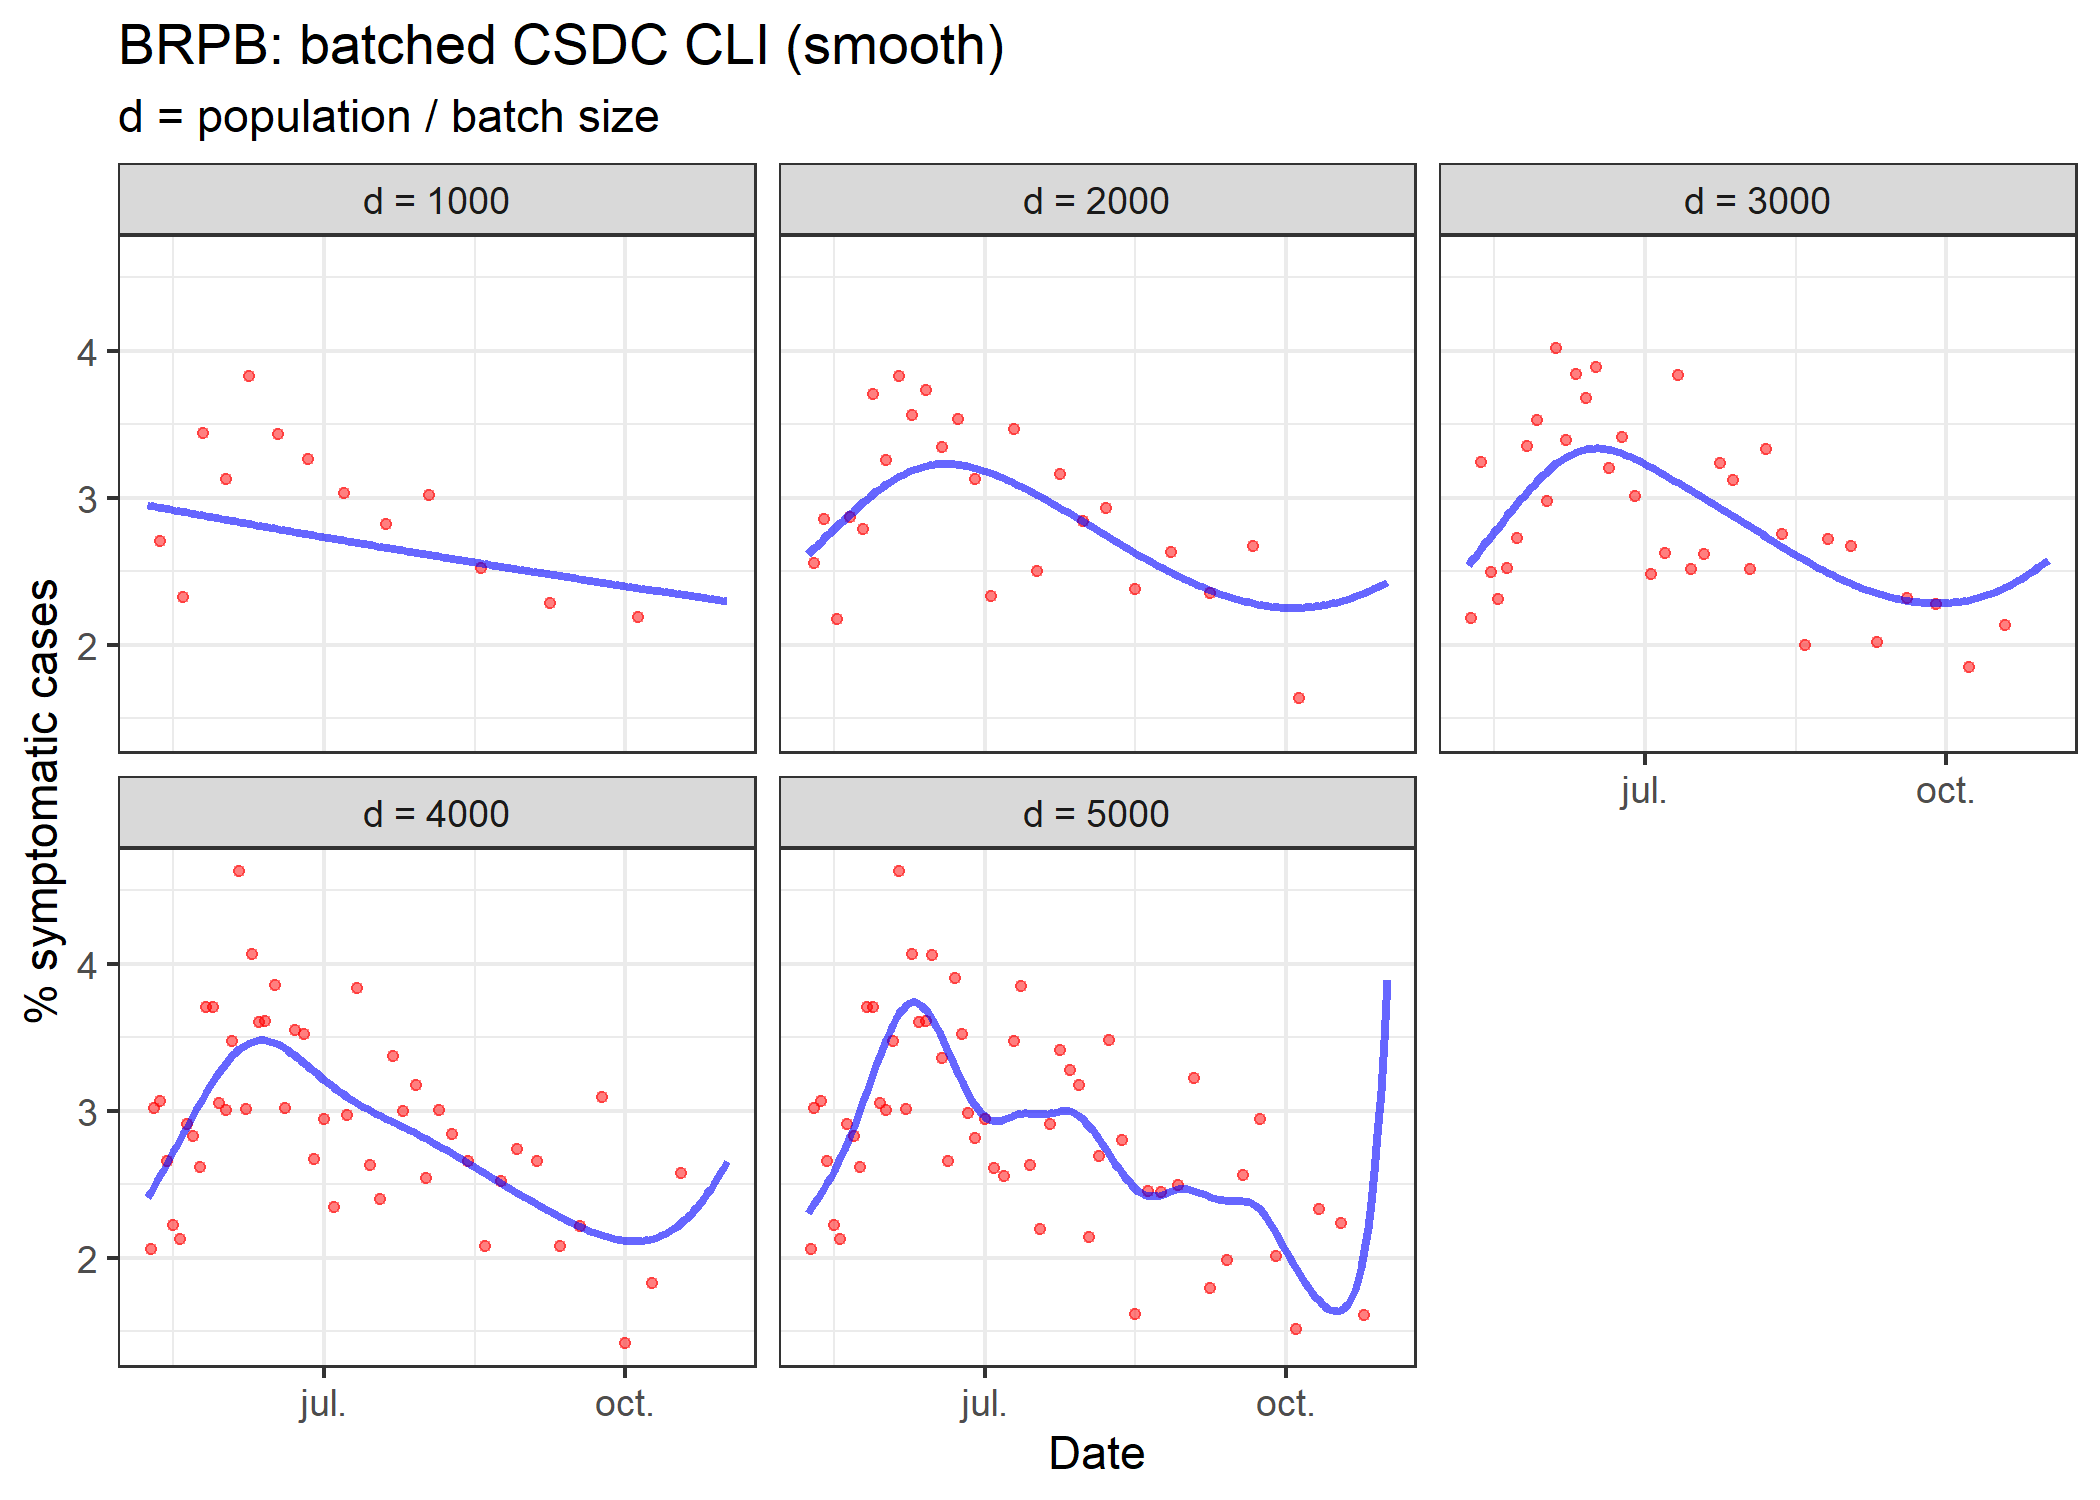 BRPB: batched CSDC CLI (smooth)
d = population / batch size
d = 1000
d = 2000
d = 3000
4
3
2
jul.
oct.
d = 4000
d = 5000
4
3
2
jul.
oct.
jul.
oct.
% symptomatic cases
Date